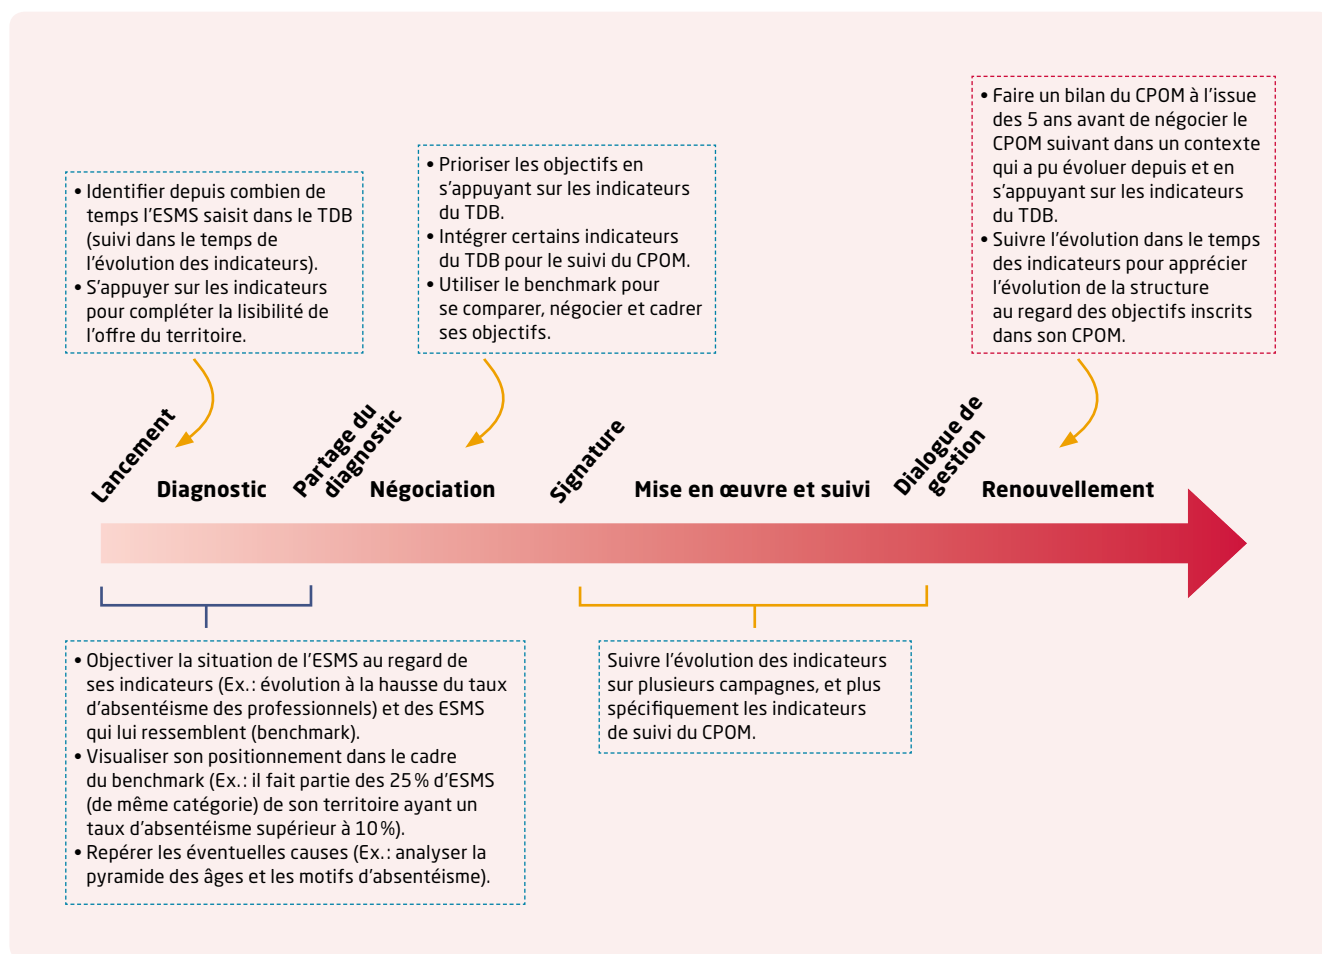 • Identifier depuis combien de
temps l'ESMS saisit dans le TDB
(suivi dans le temps de
l'évolution des indicateurs).
• S'appuyer sur les indicateurs
pour compléter la lisibilité de
l'offre du territoire.
• Prioriser les objectifs en
s'appuyant sur les indicateurs
du TDB.
• Intégrer certains indicateurs
du TDB pour le suivi du CPOM.
• Utiliser le benchmark pour
se comparer, négocier et cadrer
ses objectifs.
• Faire un bilan du CPOM à l'issue
des 5 ans avant de négocier le
CPOM suivant dans un contexte
qui a pu évoluer depuis et en
s'appuyant sur les indicateurs
du TDB.
• Suivre l'évolution dans le temps
des indicateurs pour apprécier
l'évolution de la structure
au regard des objectifs inscrits
dans son CPOM.
Lancement
Diagnostic
Partage du
diagnostic
Négociation
Signature
Mise en œuvre et suivi
Dialogue de
gestion
Renouvellement
• Objectiver la situation de l'ESMS au regard de
ses indicateurs (Ex.: évolution à la hausse du taux
d'absentéisme des professionnels) et des ESMS
qui lui ressemblent (benchmark).
• Visualiser son positionnement dans le cadre
du benchmark (Ex.: il fait partie des 25 % d'ESMS
(de même catégorie) de son territoire ayant un
taux d'absentéisme supérieur à 10 %).
• Repérer les éventuelles causes (Ex.: analyser la
pyramide des âges et les motifs d'absentéisme).
Suivre l'évolution des indicateurs
sur plusieurs campagnes, et plus
spécifiquement les indicateurs
de suivi du CPOM.